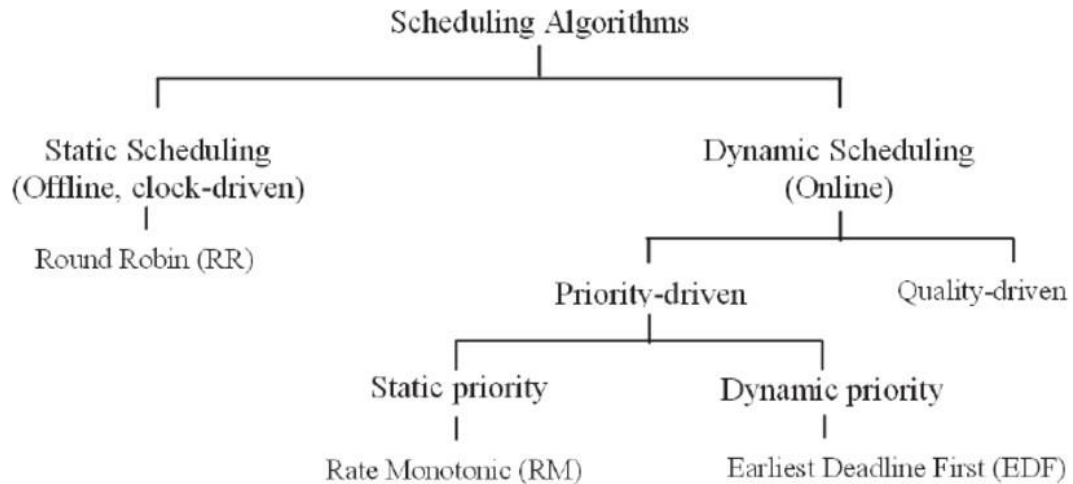 Scheduling Algorithms
Static Scheduling
(Offline, clock-driven)
Round Robin (RR)
Dynamic Scheduling
(Online)
Priority-driven
Quality-driven
Static priority
Dynamic priority
Rate Monotonic (RM)
Earliest Deadline First (EDF)